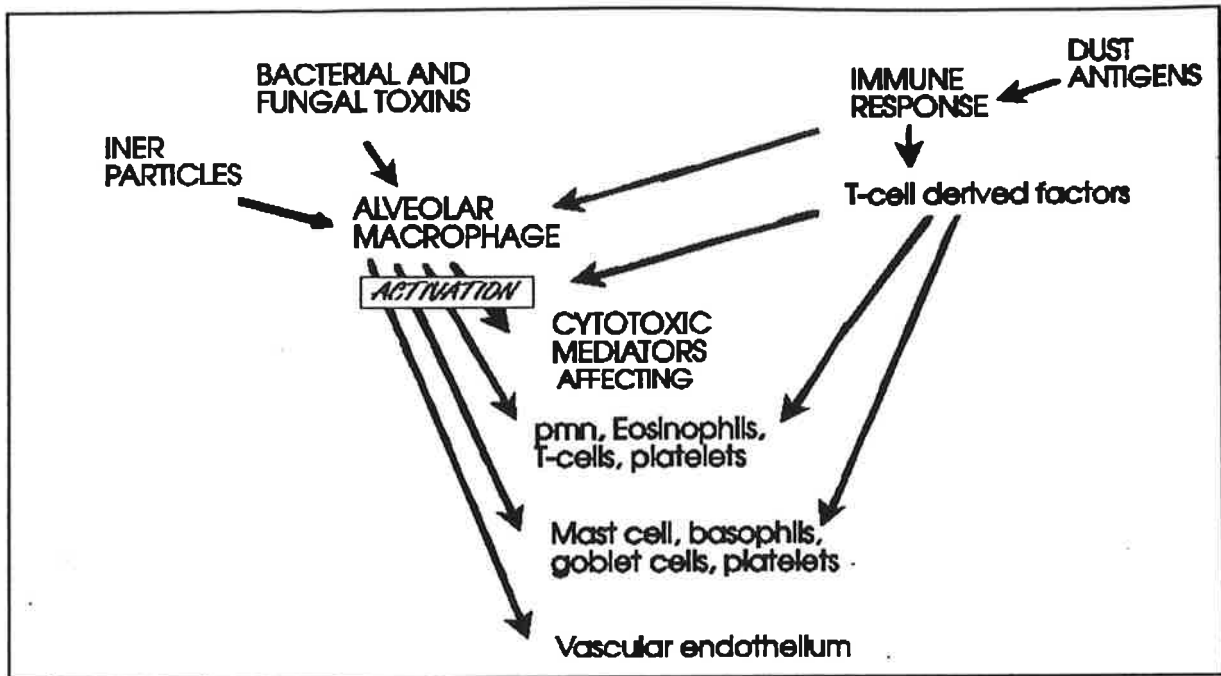 BACTERIAL AND
FUNGAL TOXINS
DUST
ANTIGENS
IMMUNE
RESPONSE
INER
PARTICLES
T-cell derived factors
ALVEOLAR
MACROPHAGE
ACTIVATION
CYTOTOXIC
MEDIATORS
AFFECTING
pmn, Eosinophils,
T-cells, platelets
Mast cell, basophils,
goblet cells, platelets
Vascular endothelium